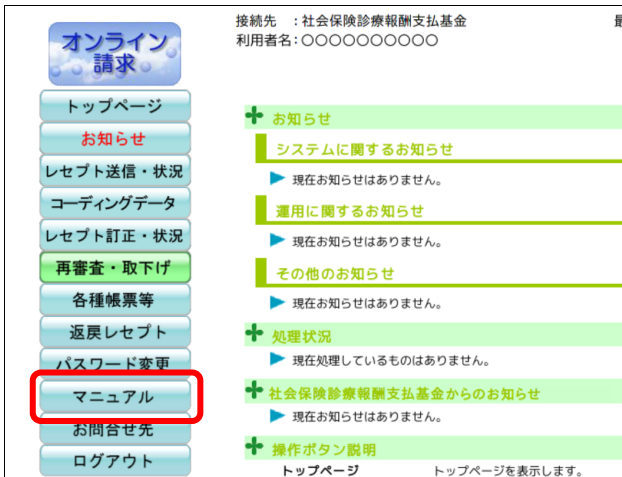 オンライン
請求
接続先 ：社会保険診療報酬支払基金
利用者名：○○○○○○○○○○
トップページ
お知らせ
レセプト送信・状況
コーディングデータ
レセプト訂正・状況
再審査・取下げ
各種帳票等
返戻レセプト
パスワード変更
マニュアル
お問合せ先
ログアウト
お知らせ
システムに関するお知らせ
現在お知らせはありません。
運用に関するお知らせ
現在お知らせはありません。
その他のお知らせ
現在お知らせはありません。
処理状況
現在処理しているものはありません。
社会保険診療報酬支払基金からのお知らせ
現在お知らせはありません。
操作ボタン説明
トップページ トップページを表示します。